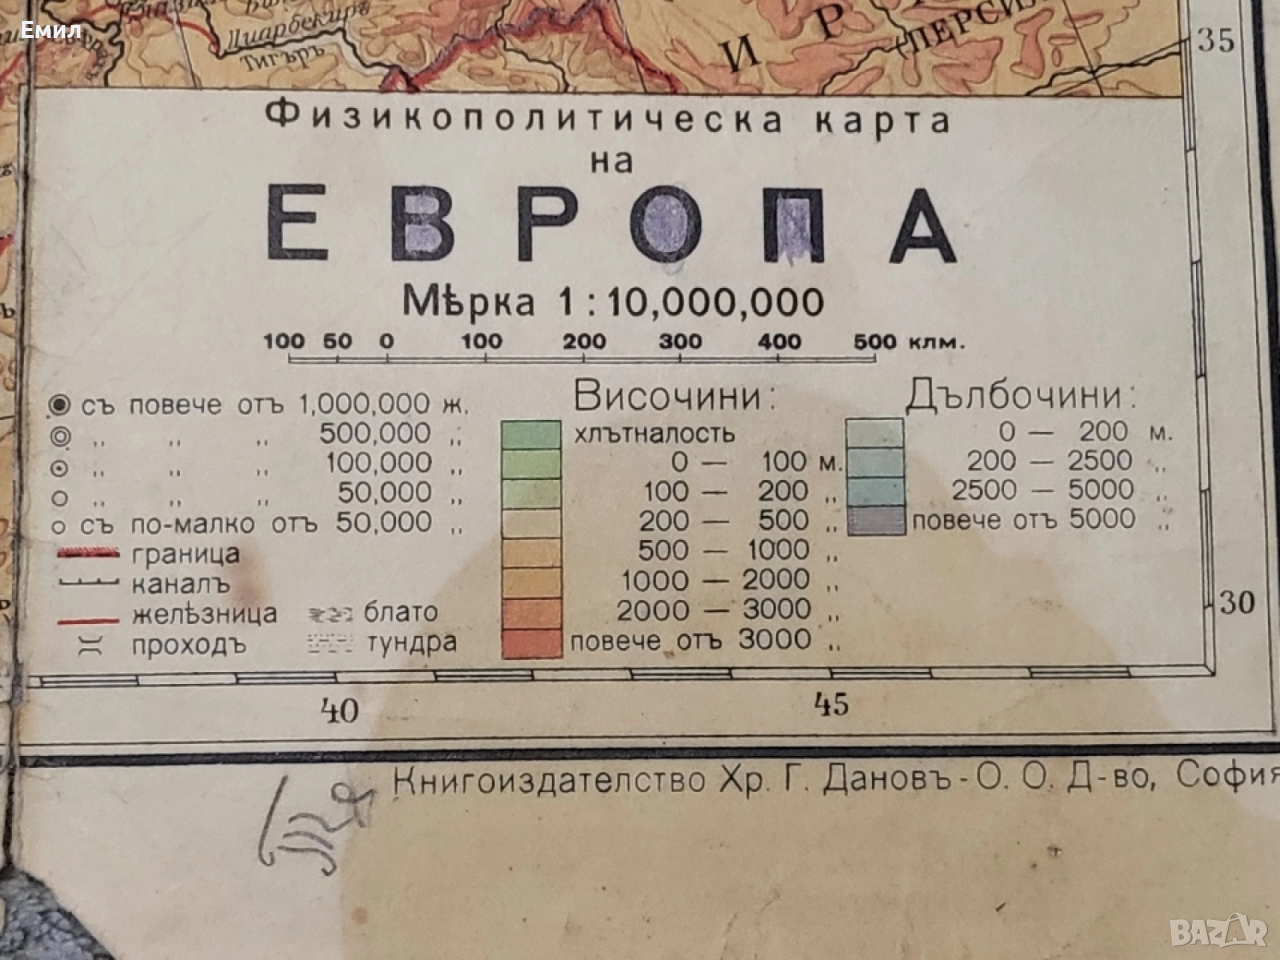 Емил
Диарбекиръ
Тигъръ
ПЕРСИ
35
Физикополитическа карта
на
ЕВРОПА
Мѣрка 1 : 10,000,000
100 50 0 100 200 300 400 500 клм.
съ повече отъ 1,000,000 ж.
„ „ „ 500,000 „
„ „ „ 100,000 „
„ „ „ 50,000 „
съ по-малко отъ 50,000 „
граница
каналъ
желѣзница
проходъ
блато
тундра
Височини:
хлътналость
0 — 100 м.
100 — 200 „
200 — 500 „
500 — 1000 „
1000 — 2000 „
2000 — 3000 „
повече отъ 3000 „
Дълбочини:
0 — 200 м.
200 — 2500 „
2500 — 5000 „
повече отъ 5000 „
30
40 45
Книгоиздателство Хр. Г. Дановъ - О. О. Д-во, София
BAZAR